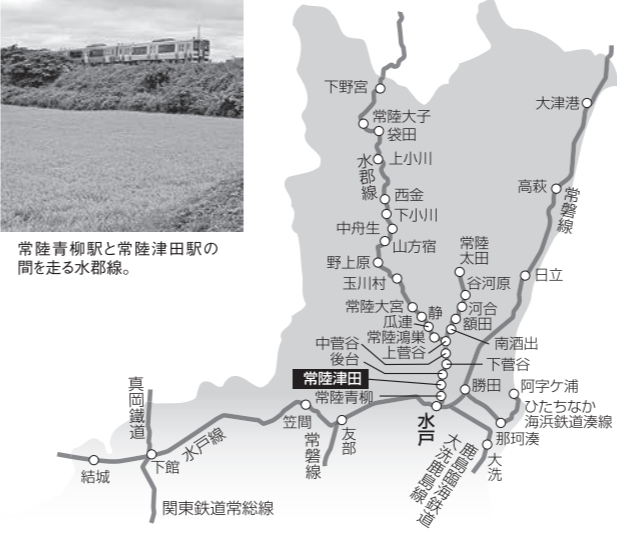 常陸青柳駅と常陸津田駅の
間を走る水郡線。
下野宮
常陸大子
袋田
水郡線
上小川
西金
下小川
中舟生
山方宿
野上原
玉川村
常陸大宮
静
瓜連
常陸鴻巣
常陸
太田
谷河原
河合
額田
南酒出
上菅谷
中菅谷
下菅谷
後台
常陸津田
常陸青柳
水戸
大津港
高萩
常磐線
日立
勝田
阿字ケ浦
ひたちなか
海浜鉄道湊線
那珂湊
大洗
鹿島臨海鉄道
大洗鹿島線
真岡鐵道
水戸線
笠間
常磐線
友部
結城
下館
関東鉄道常総線